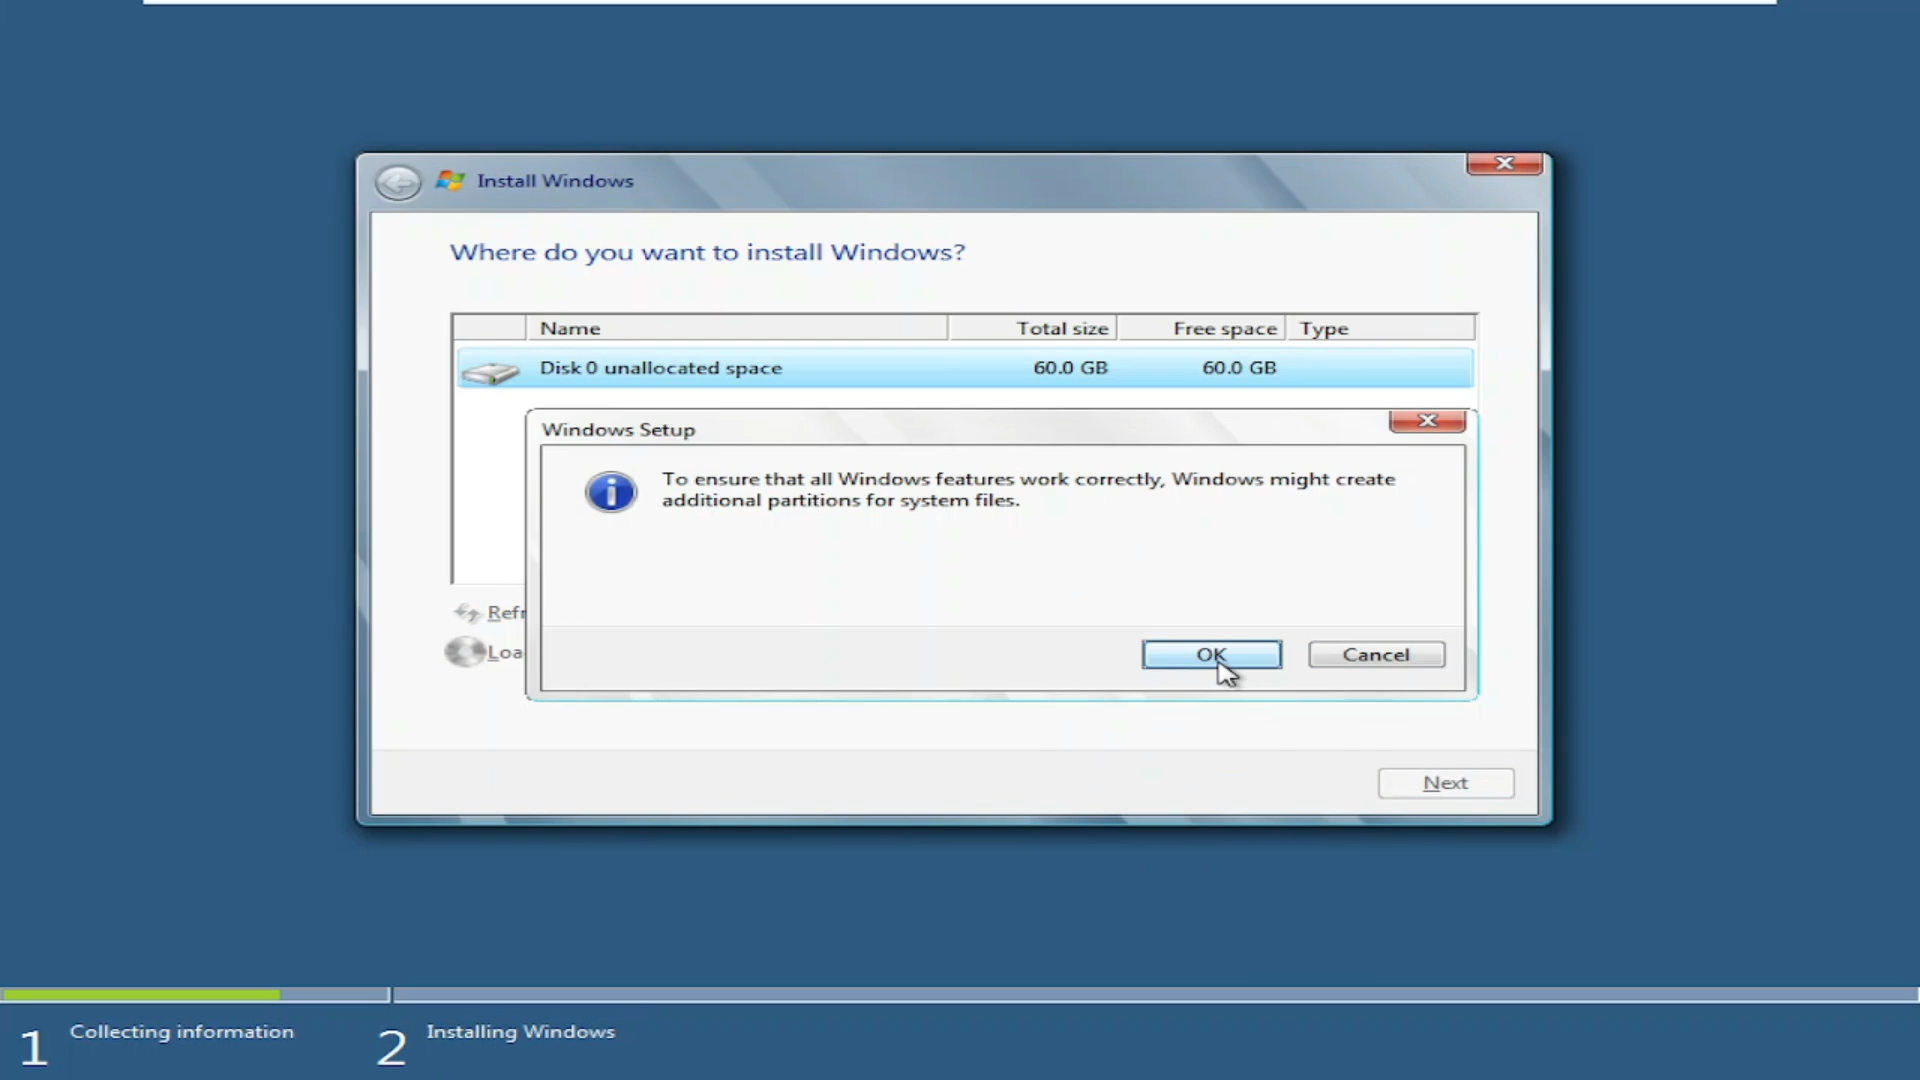 Install Windows
Where do you want to install Windows?
Name Total size Free space Type
Disk 0 unallocated space 60.0 GB 60.0 GB
Windows Setup
To ensure that all Windows features work correctly, Windows might create
additional partitions for system files.
Refr
Loa
OK Cancel
Next
1 Collecting information 2 Installing Windows